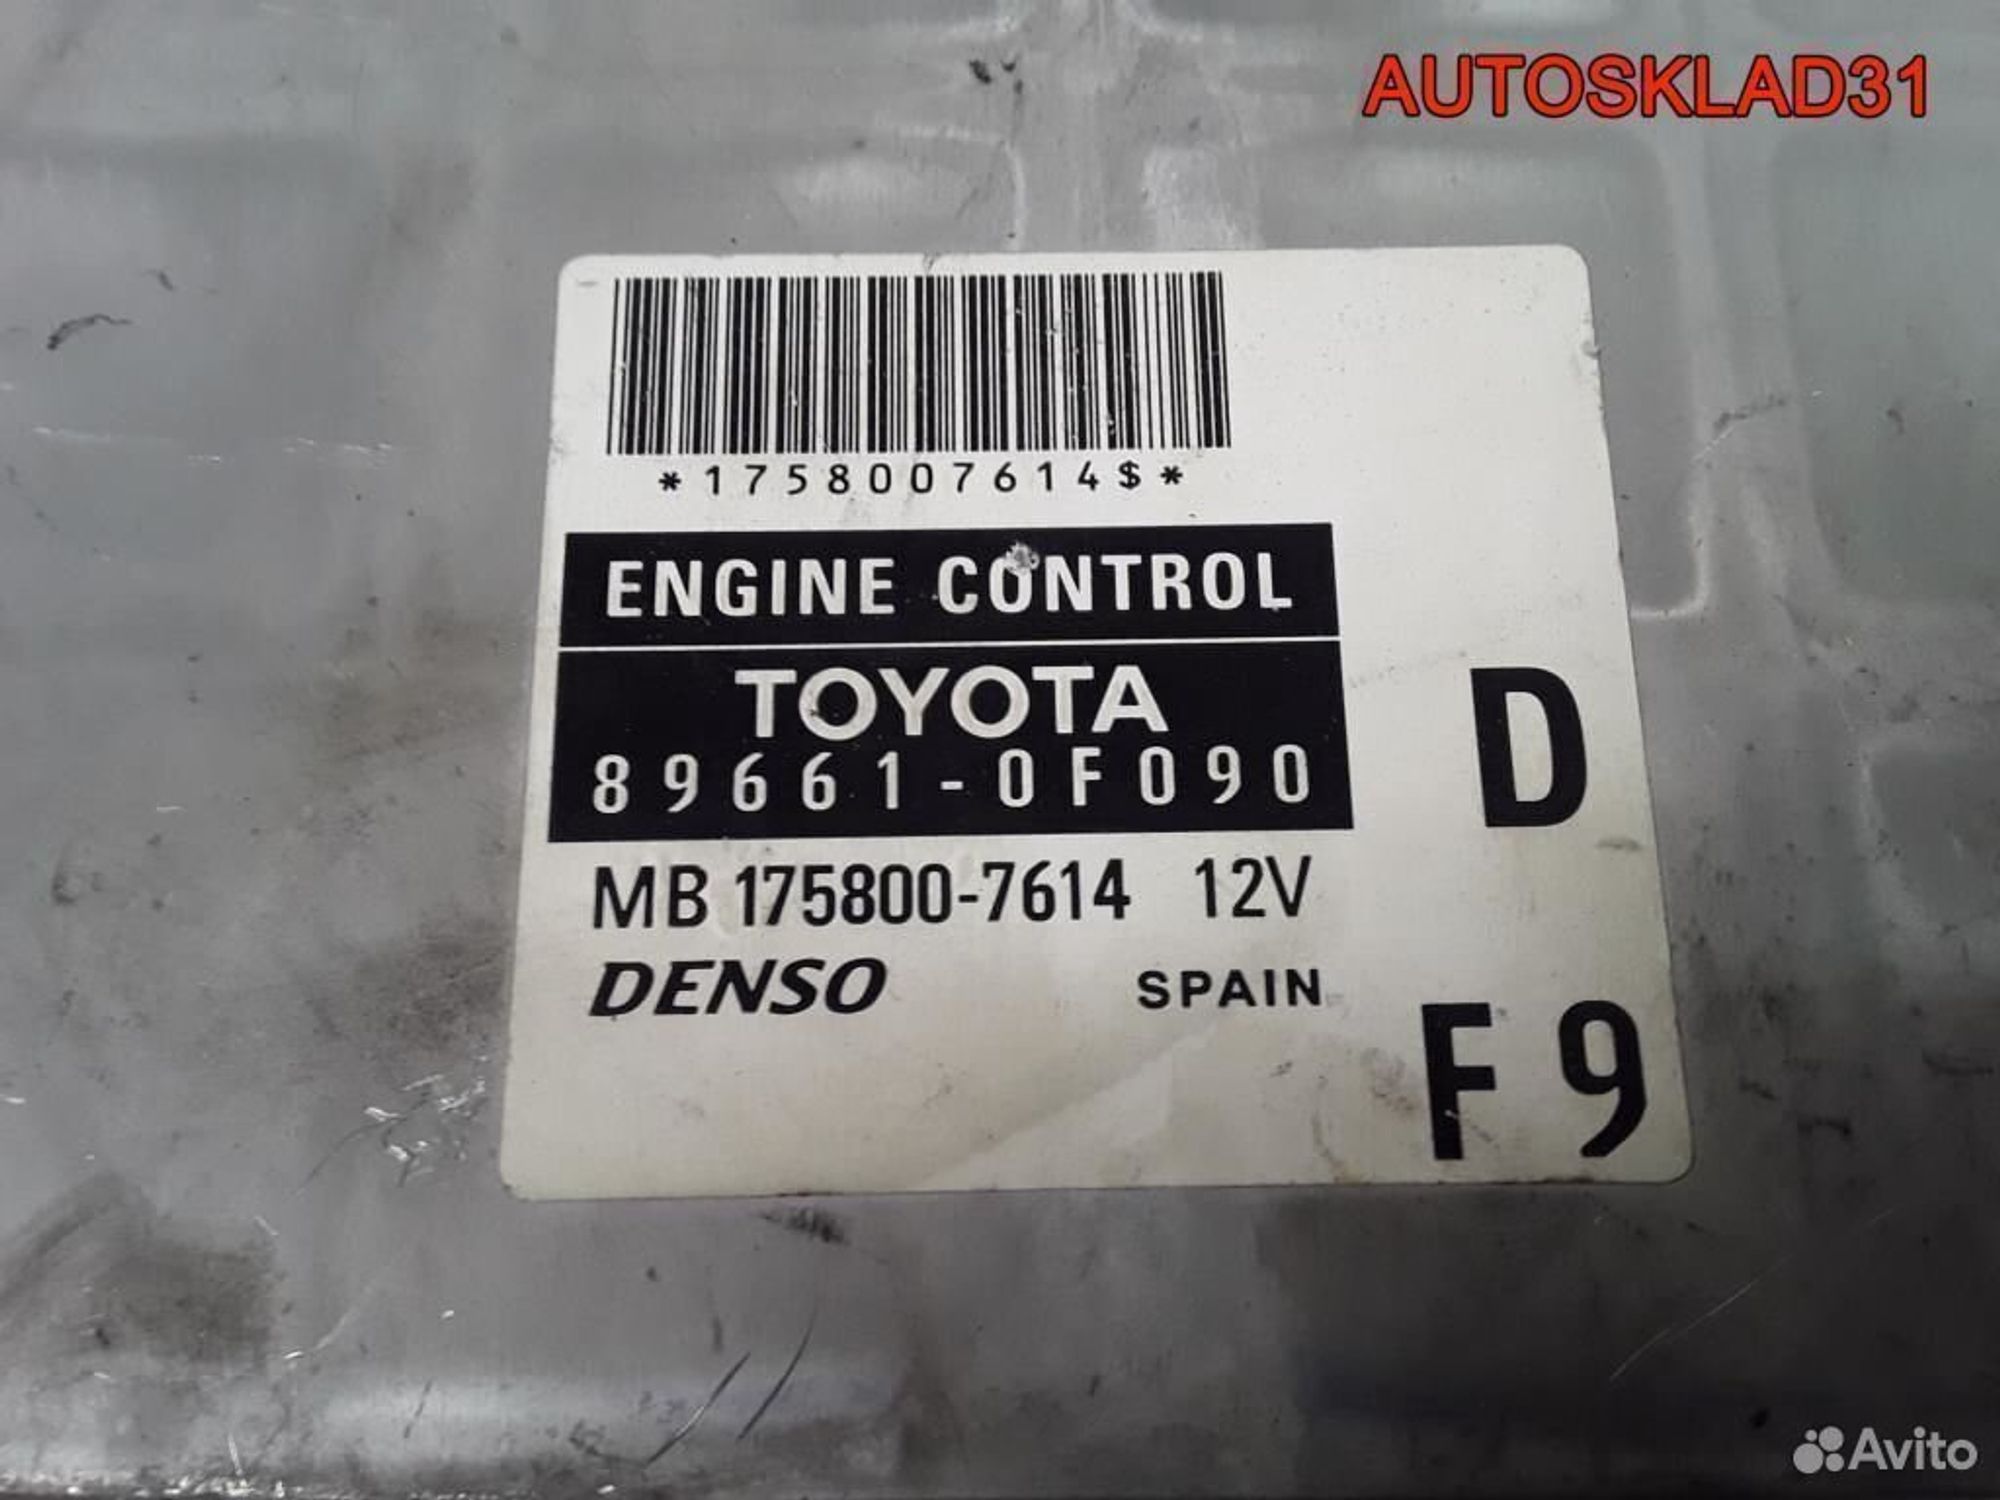 AUTOSKLAD31
*1758007614$*
ENGINE CONTROL
TOYOTA
89661-0F090
D
MB 175800-7614 12V
DENSO SPAIN
F9
Avito